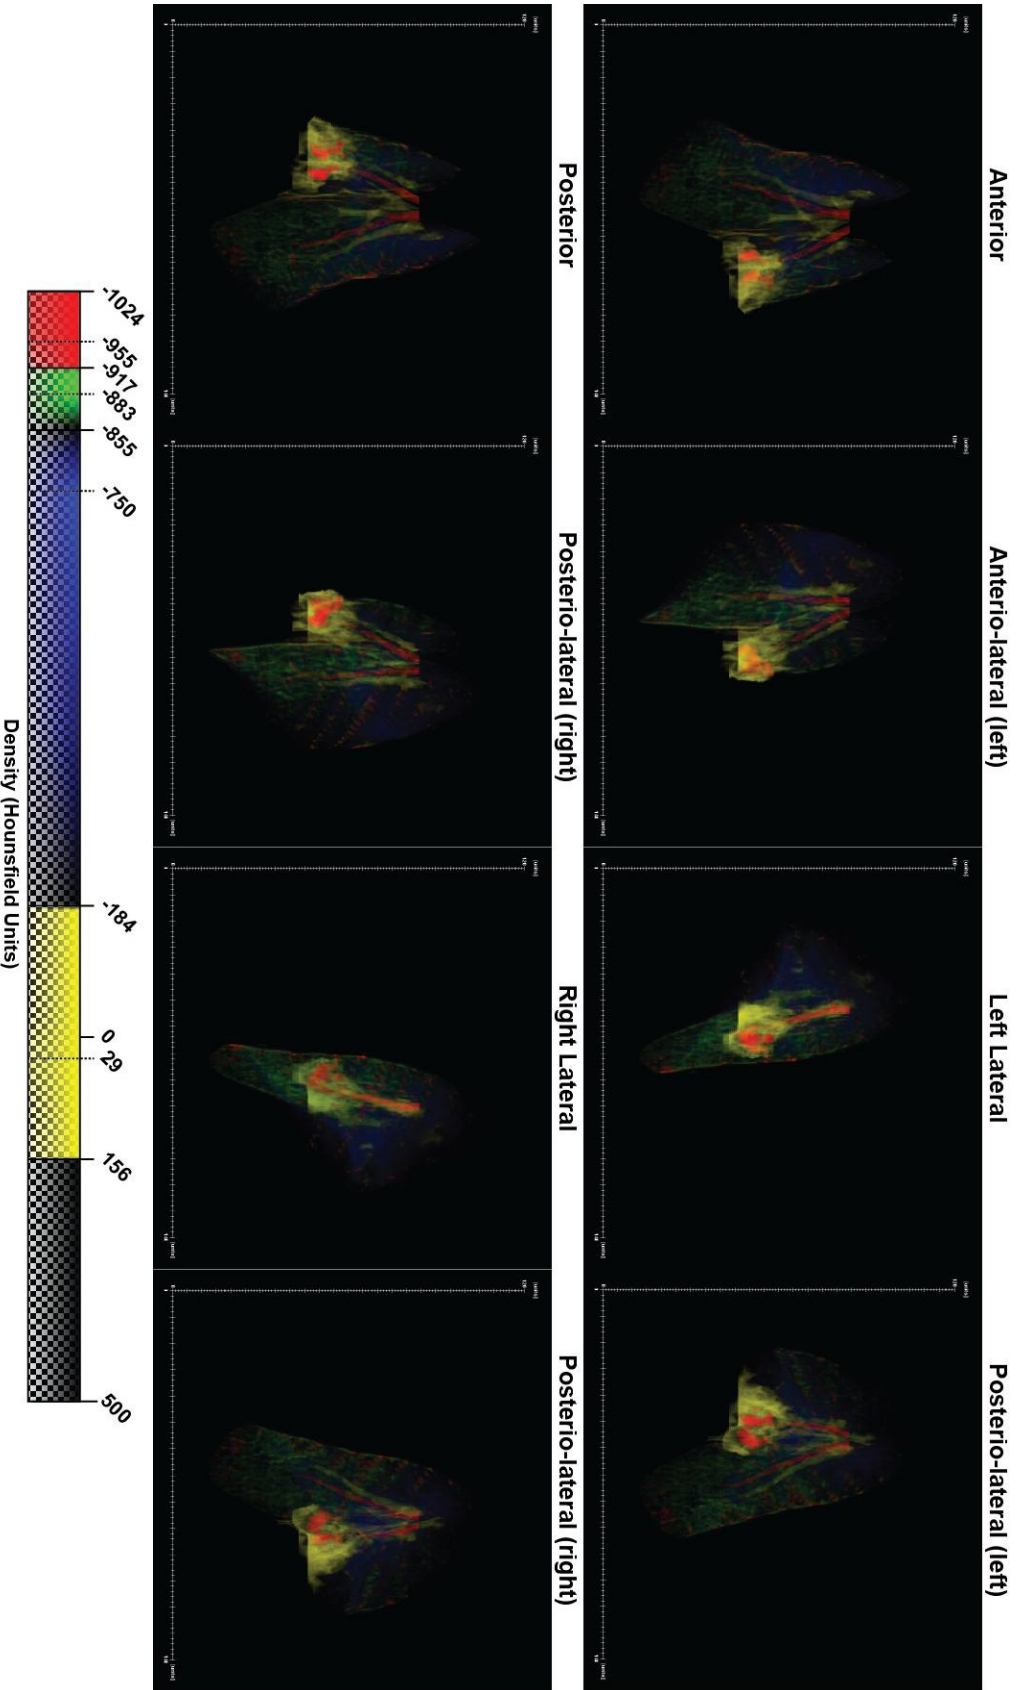 Anterior
Anterio-lateral (left)
Left Lateral
Posterio-lateral (left)
Posterior
Posterio-lateral (right)
Right Lateral
Posterio-lateral (right)
-1024
-955
-917
-883
-855
-750
-184
0
29
156
500
Density (Hounsfield Units)